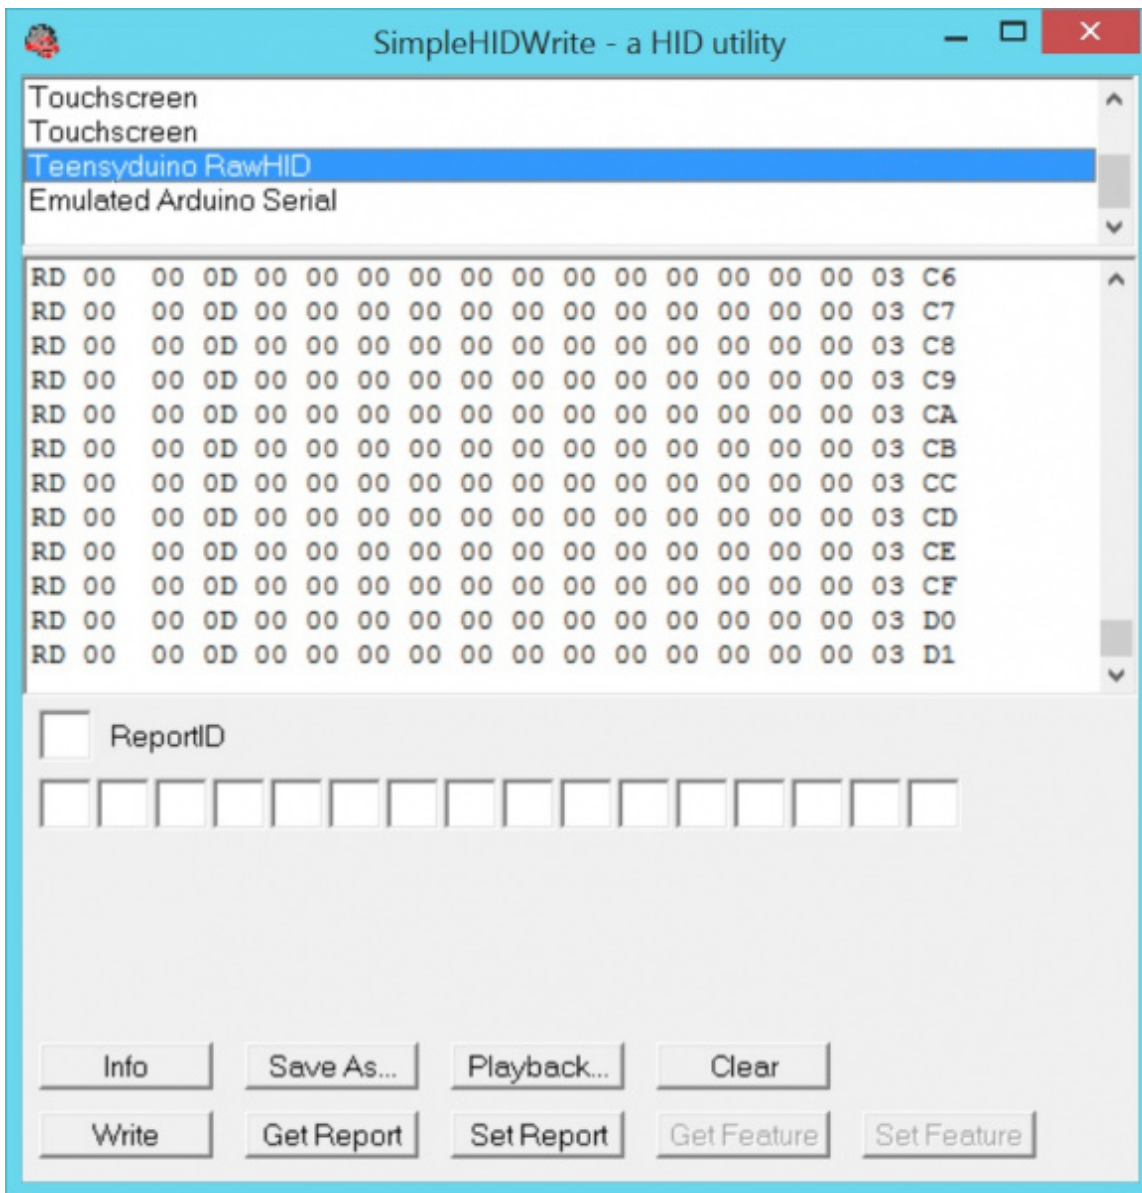 SimpleHIDWrite - a HID utility
Touchscreen
Touchscreen
Teensyduino RawHID
Emulated Arduino Serial
RD 00 00 0D 00 00 00 00 00 00 00 00 00 00 00 00 03 C6
RD 00 00 0D 00 00 00 00 00 00 00 00 00 00 00 00 03 C7
RD 00 00 0D 00 00 00 00 00 00 00 00 00 00 00 00 03 C8
RD 00 00 0D 00 00 00 00 00 00 00 00 00 00 00 00 03 C9
RD 00 00 0D 00 00 00 00 00 00 00 00 00 00 00 00 03 CA
RD 00 00 0D 00 00 00 00 00 00 00 00 00 00 00 00 03 CB
RD 00 00 0D 00 00 00 00 00 00 00 00 00 00 00 00 03 CC
RD 00 00 0D 00 00 00 00 00 00 00 00 00 00 00 00 03 CD
RD 00 00 0D 00 00 00 00 00 00 00 00 00 00 00 00 03 CE
RD 00 00 0D 00 00 00 00 00 00 00 00 00 00 00 00 03 CF
RD 00 00 0D 00 00 00 00 00 00 00 00 00 00 00 00 03 D0
RD 00 00 0D 00 00 00 00 00 00 00 00 00 00 00 00 03 D1
ReportID
Info Save As... Playback... Clear
Write Get Report Set Report Get Feature Set Feature